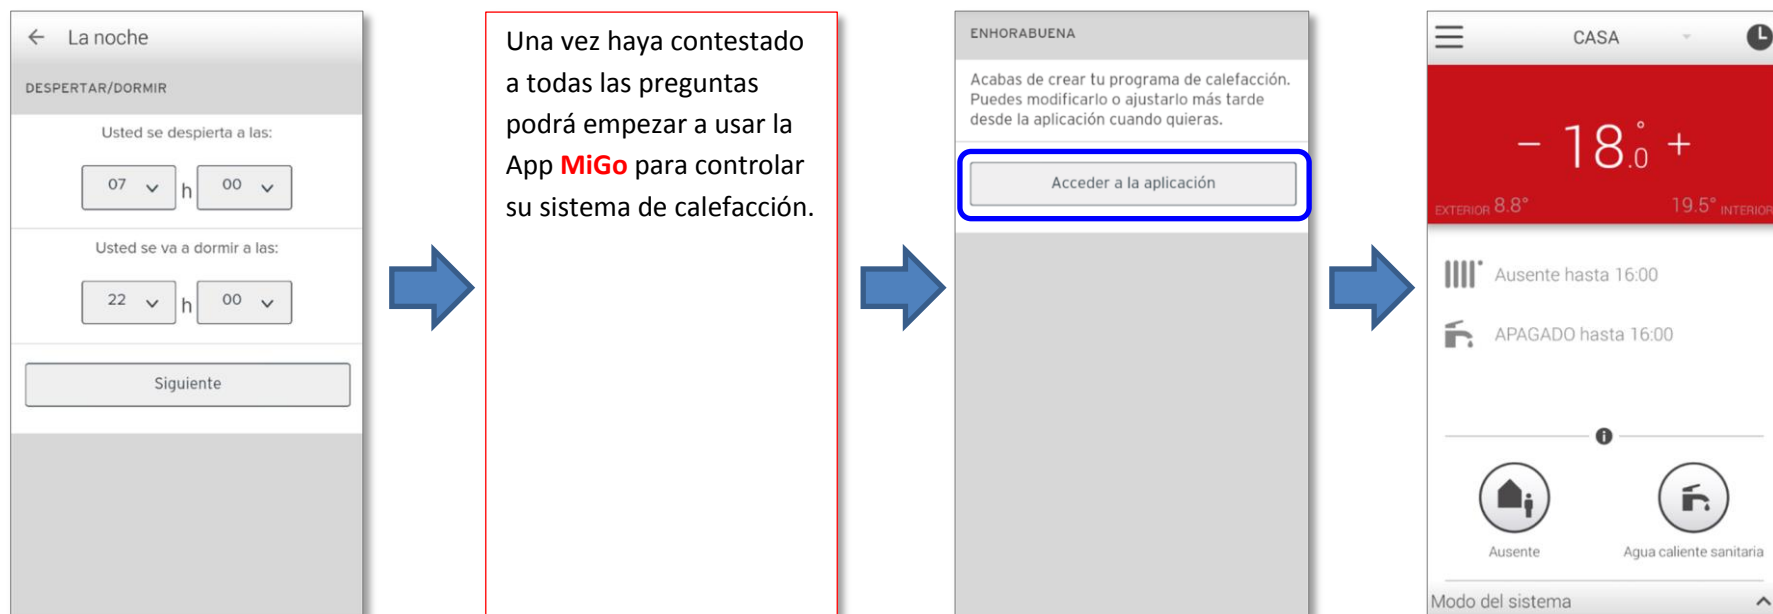 La noche
DESPERTAR/DORMIR
Usted se despierta a las:
07 h 00
Usted se va a dormir a las:
22 h 00
Siguiente
Una vez haya contestado
a todas las preguntas
podrá empezar a usar la
App MiGo para controlar
su sistema de calefacción.
ENHORABUENA
Acabas de crear tu programa de calefacción.
Puedes modificarlo o ajustarlo más tarde
desde la aplicación cuando quieras.
Acceder a la aplicación
CASA
− 18.0° +
EXTERIOR 8.8° 19.5° INTERIOR
Ausente hasta 16:00
APAGADO hasta 16:00
Ausente Agua caliente sanitaria
Modo del sistema